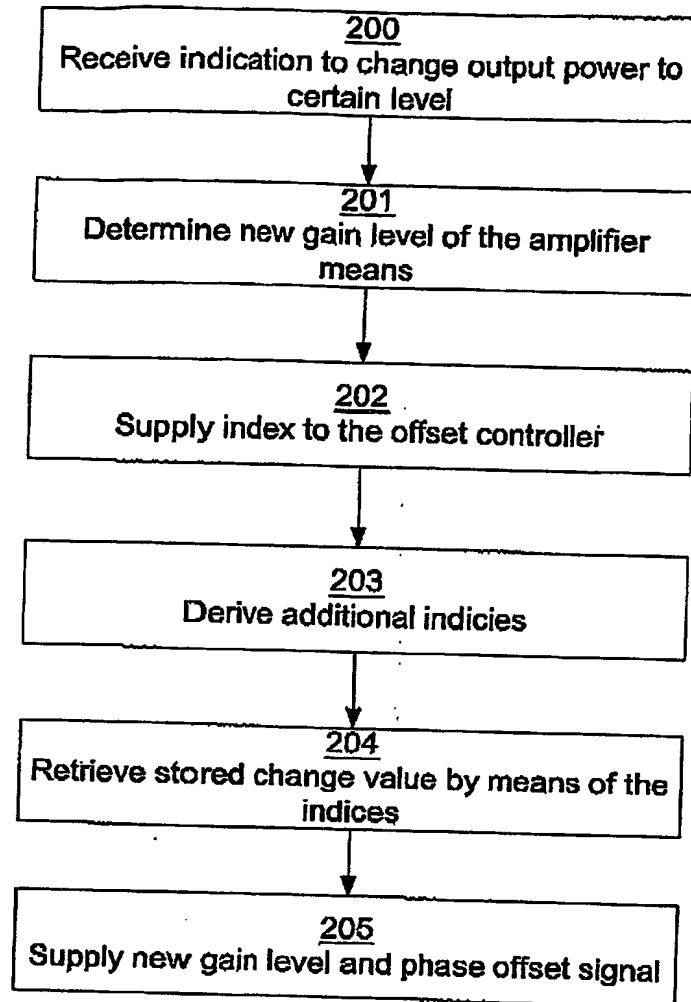 200
Receive indication to change output power to
certain level
201
Determine new gain level of the amplifier
means
202
Supply index to the offset controller
203
Derive additional indicies
204
Retrieve stored change value by means of the
indices
205
Supply new gain level and phase offset signal